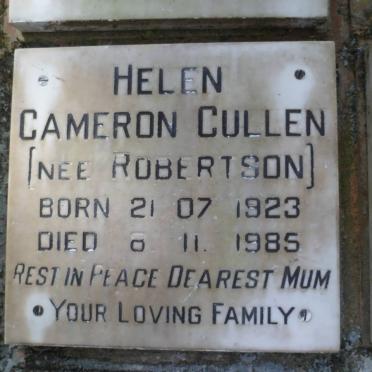 HELEN
CAMERON CULLEN
[NEE ROBERTSON]
BORN 21 07 1923
DIED 8 11. 1985
REST IN PEACE DEAREST MUM
YOUR LOVING FAMILY